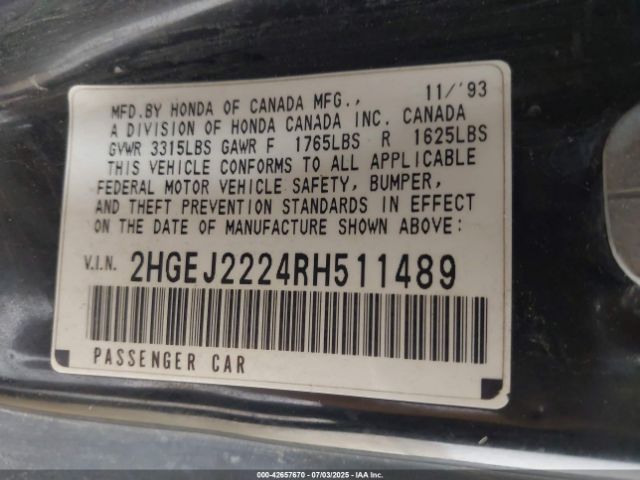 MFD.BY HONDA OF CANADA MFG., 11/'93
A DIVISION OF HONDA CANADA INC. CANADA
GVWR 3315LBS GAWR F 1765LBS R 1625LBS
THIS VEHICLE CONFORMS TO ALL APPLICABLE
FEDERAL MOTOR VEHICLE SAFETY, BUMPER,
AND THEFT PREVENTION STANDARDS IN EFFECT
ON THE DATE OF MANUFACTURE SHOWN ABOVE:
V.I.N. 2HGEJ2224RH511489
PASSENGER CAR
000-42657670 - 07/03/2025 - IAAI INC.